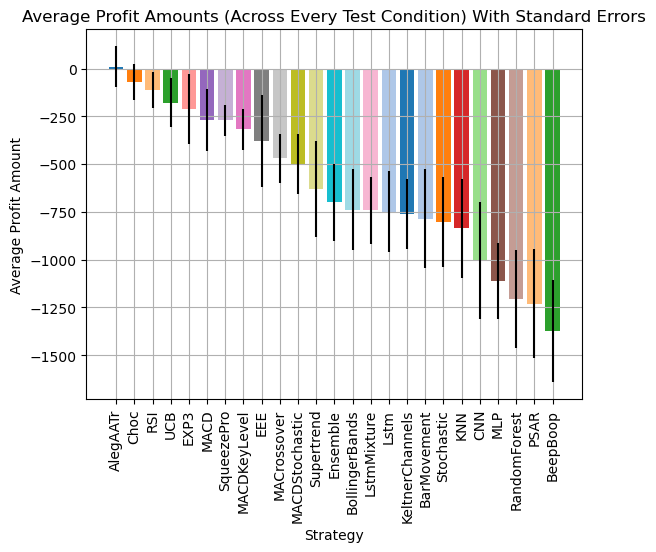 Average Profit Amounts (Across Every Test Condition) With Standard Errors
Average Profit Amount
0
−250
−500
−750
−1000
−1250
−1500
AlegAATr
Choc
RSI
UCB
EXP3
MACD
SqueezePro
MACDKeyLevel
EEE
MACrossover
MACDStochastic
Supertrend
Ensemble
BollingerBands
LstmMixture
Lstm
KeltnerChannels
BarMovement
Stochastic
KNN
CNN
MLP
RandomForest
PSAR
BeepBoop
Strategy